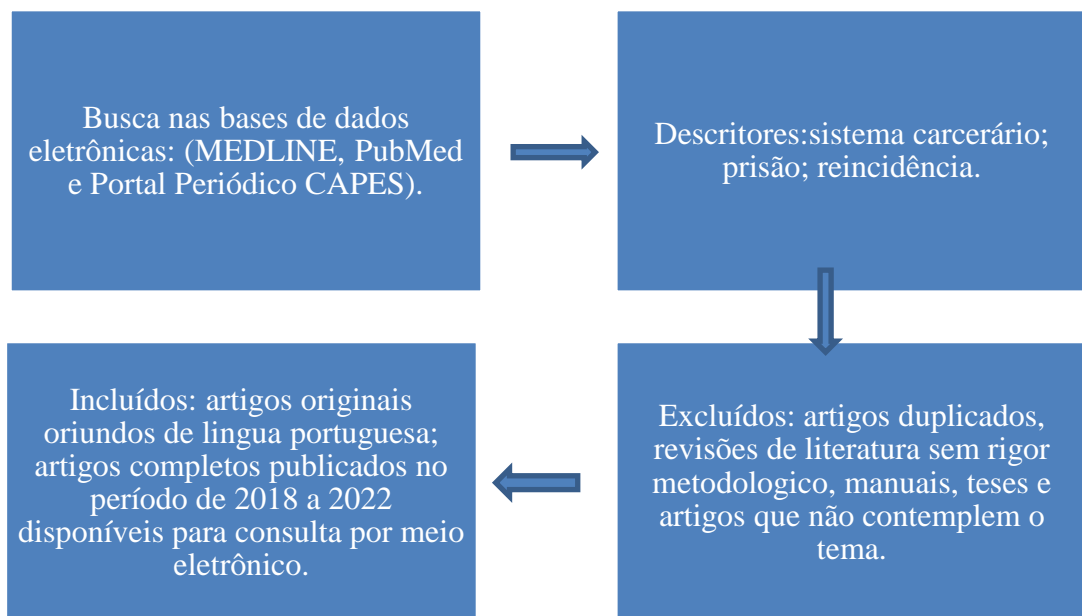 Busca nas bases de dados
eletrônicas: (MEDLINE, PubMed
e Portal Periódico CAPES).
Descritores:sistema carcerário;
prisão; reincidência.
Excluídos: artigos duplicados,
revisões de literatura sem rigor
metodologico, manuais, teses e
artigos que não contemplem o
tema.
Incluídos: artigos originais
oriundos de lingua portuguesa;
artigos completos publicados no
período de 2018 a 2022
disponíveis para consulta por meio
eletrônico.